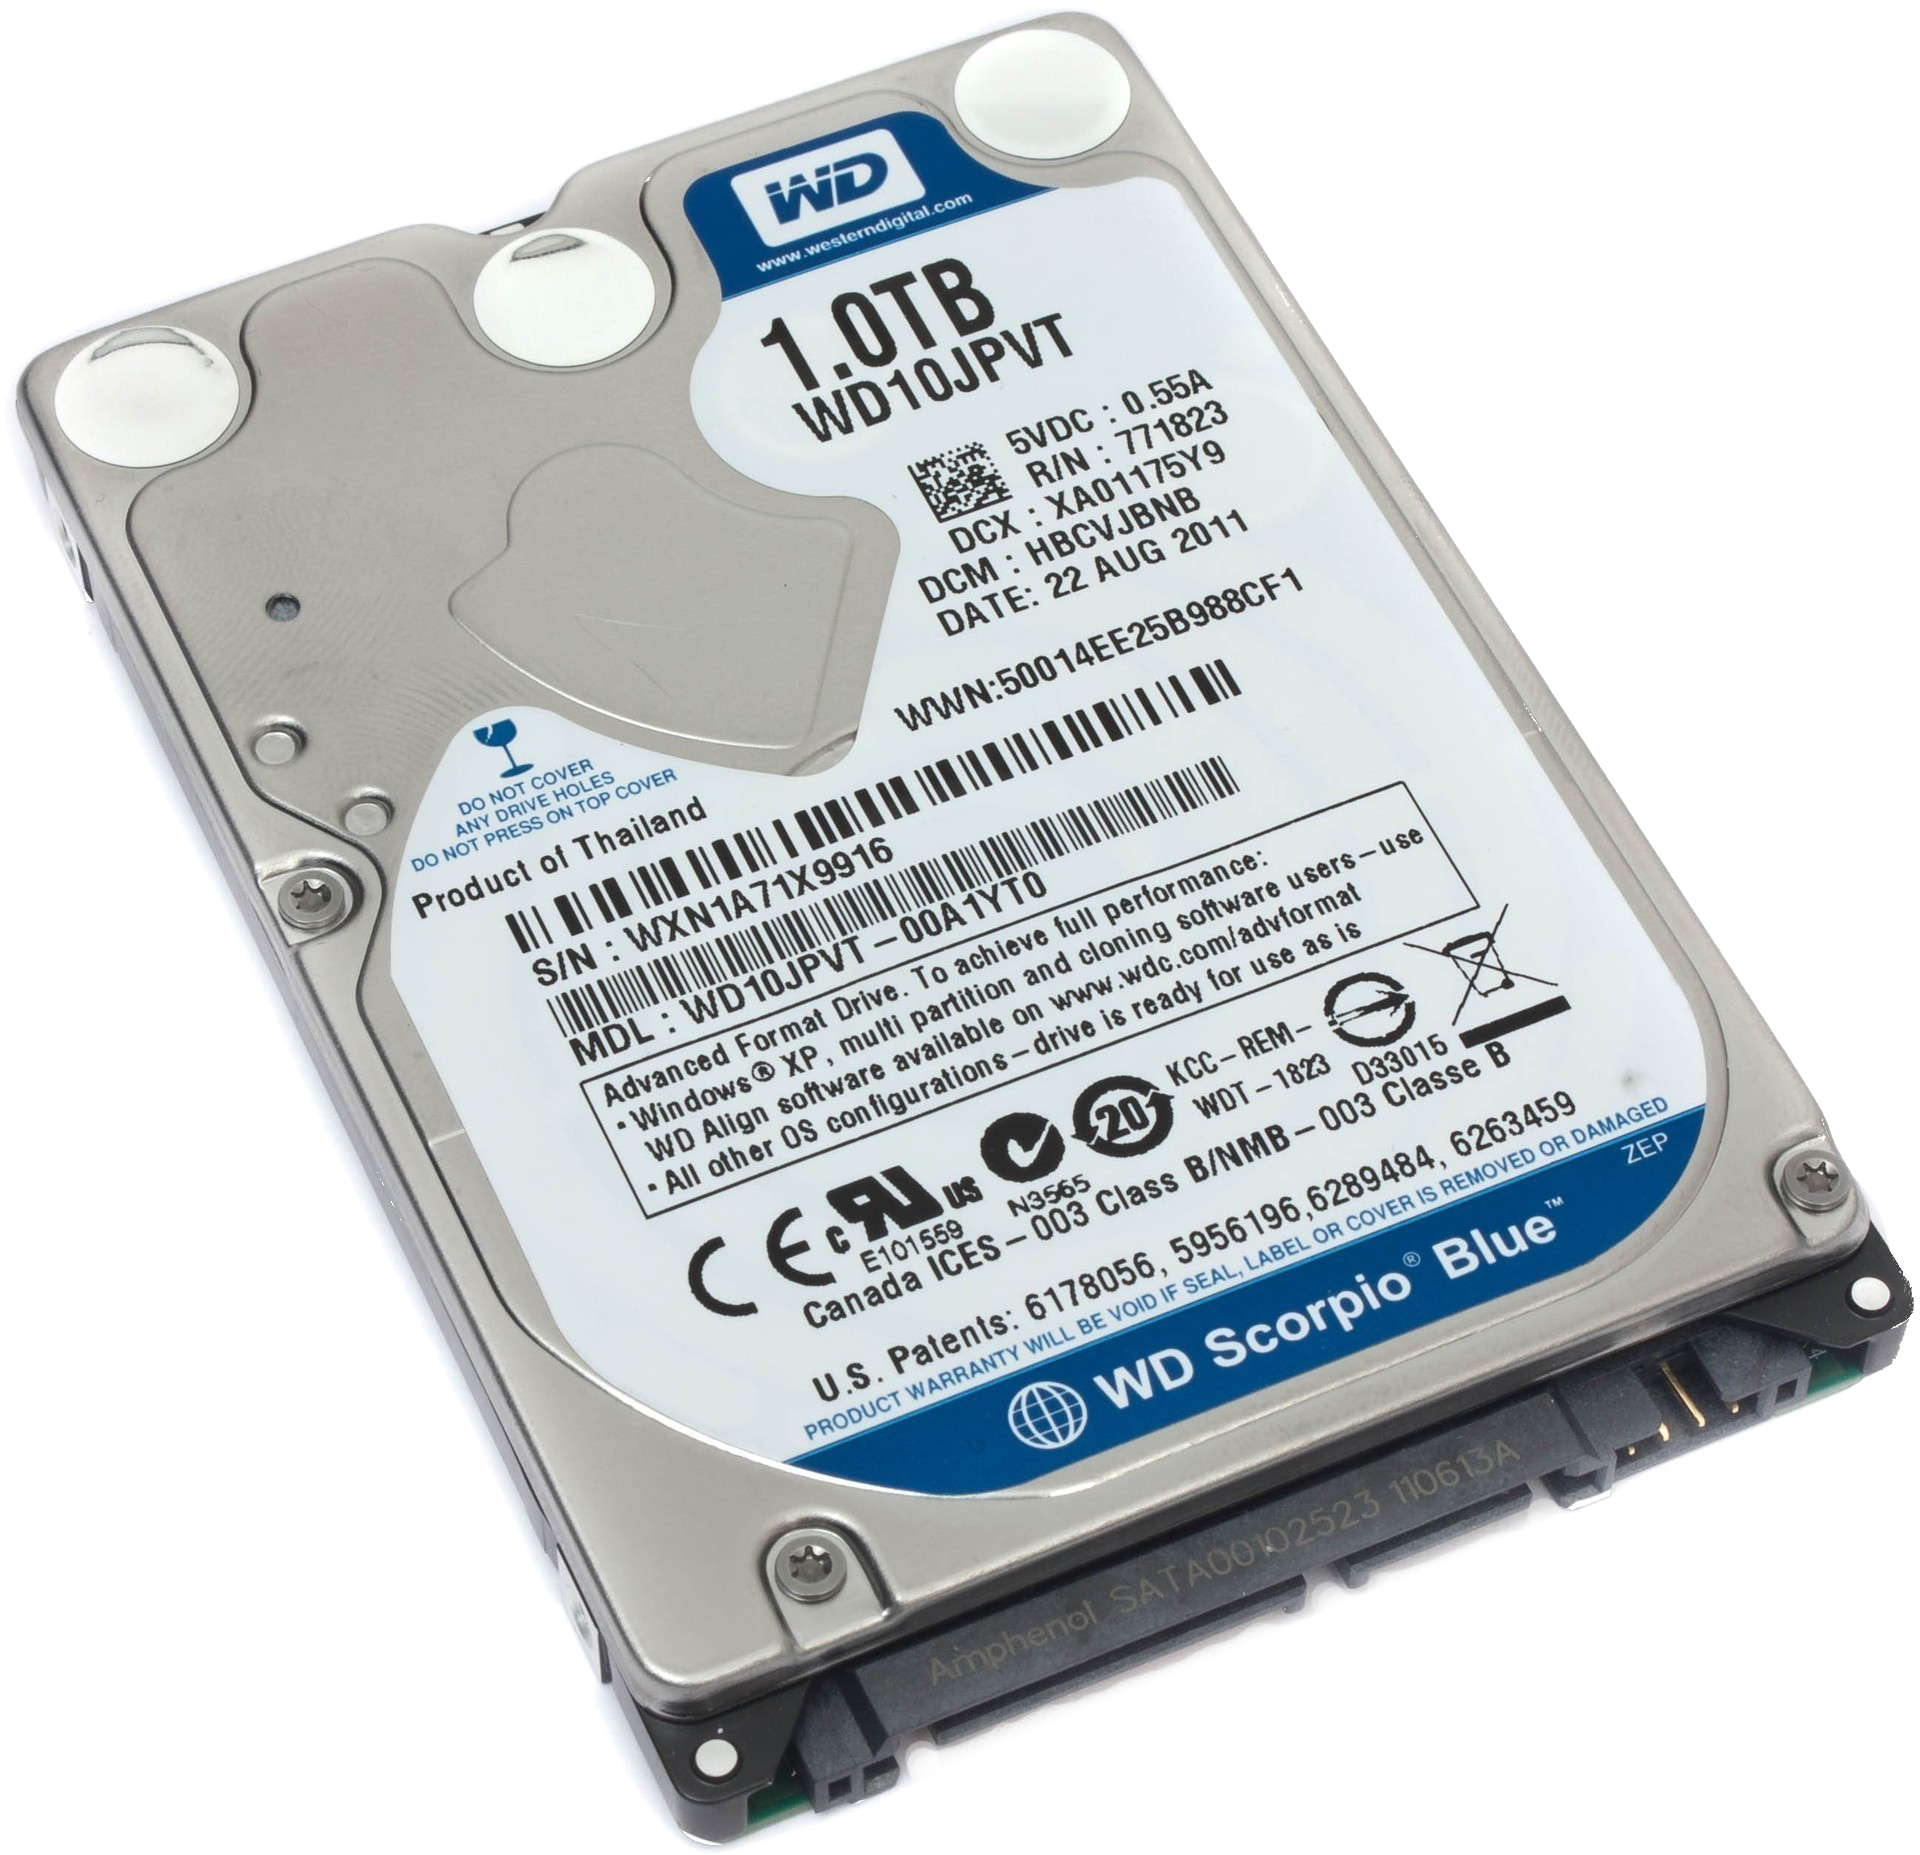 WD
www.westerndigital.com
1.0TB
WD10JPVT
5VDC : 0.55A
R/N : 771823
DCX : XA01175Y9
DCM : HBCVJBNB
DATE: 22 AUG 2011
WWN:50014EE25B988CF1
DO NOT COVER
ANY DRIVE HOLES
DO NOT PRESS ON TOP COVER
Product of Thailand
S/N : WXN1A71X9916
MDL : WD10JPVT-00A1YT0
Advanced Format Drive. To achieve full performance:
• Windows® XP, multi partition and cloning software users-use
WD Align software available on www.wdc.com/advformat
• All other OS configurations-drive is ready for use as is
CE
c RU US
E101559
N3565
20
KCC-REM-
WDT-1823
D33015
Canada ICES-003 Class B/NMB-003 Classe B
U.S. Patents: 6178056, 5956196,6289484, 6263459
PRODUCT WARRANTY WILL BE VOID IF SEAL, LABEL OR COVER IS REMOVED OR DAMAGED
ZEP
WD Scorpio® Blue™
Amphenol SATA00102523 110613A